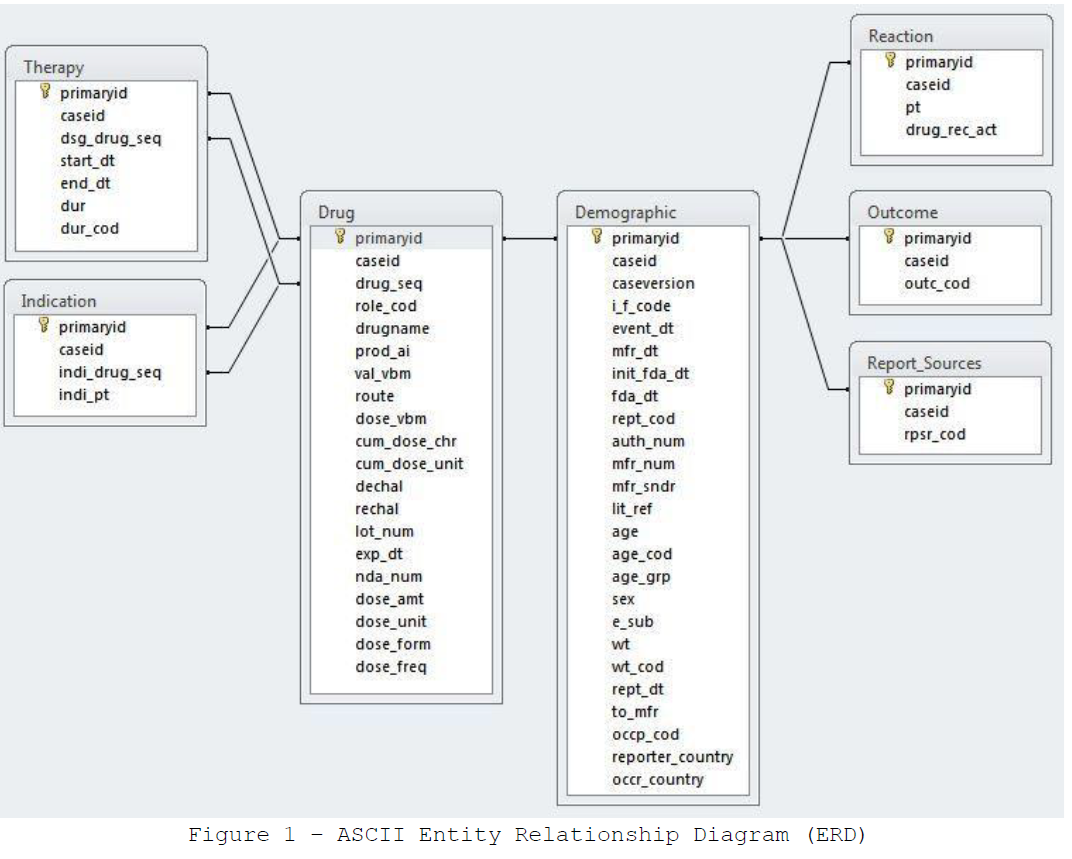 Therapy
primaryid
caseid
dsg_drug_seq
start_dt
end_dt
dur
dur_cod
Indication
primaryid
caseid
indi_drug_seq
indi_pt
Drug
primaryid
caseid
drug_seq
role_cod
drugname
prod_ai
val_vbm
route
dose_vbm
cum_dose_chr
cum_dose_unit
dechal
rechal
lot_num
exp_dt
nda_num
dose_amt
dose_unit
dose_form
dose_freq
Demographic
primaryid
caseid
caseversion
i_f_code
event_dt
mfr_dt
init_fda_dt
fda_dt
rept_cod
auth_num
mfr_num
mfr_sndr
lit_ref
age
age_cod
age_grp
sex
e_sub
wt
wt_cod
rept_dt
to_mfr
occp_cod
reporter_country
occr_country
Reaction
primaryid
caseid
pt
drug_rec_act
Outcome
primaryid
caseid
outc_cod
Report_Sources
primaryid
caseid
rpsr_cod
Figure 1 – ASCII Entity Relationship Diagram (ERD)